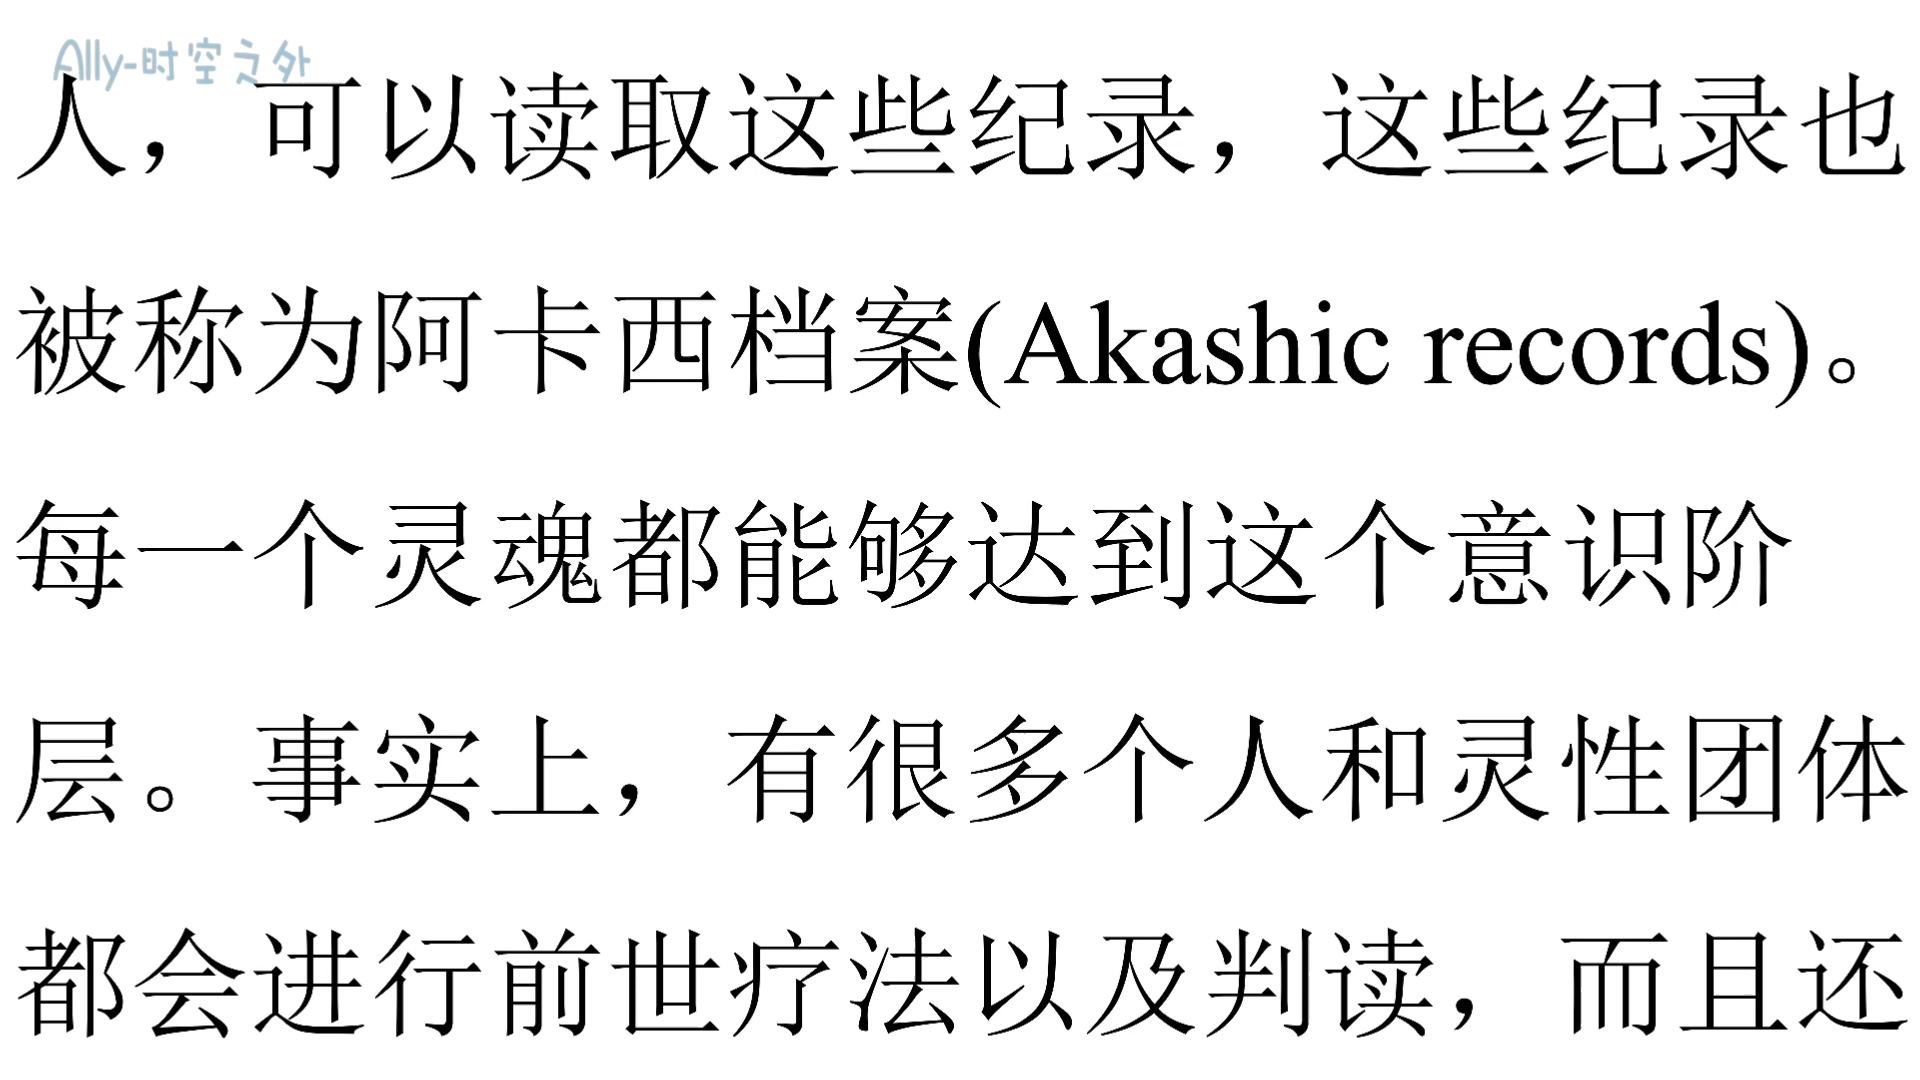 Ally-时空之外
人，可以读取这些纪录，这些纪录也
被称为阿卡西档案(Akashic records)。
每一个灵魂都能够达到这个意识阶
层。事实上，有很多个人和灵性团体
都会进行前世疗法以及判读，而且还